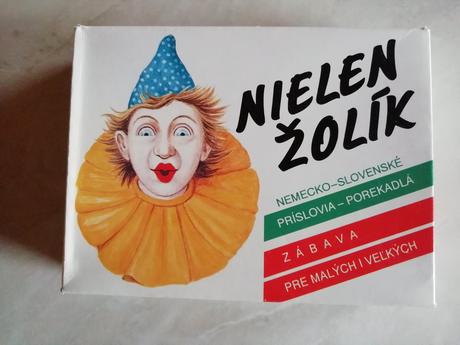 NIELEN
ŽOLÍK
NEMECKO–SLOVENSKÉ
PRÍSLOVIA – POREKADLÁ
ZÁBAVA
PRE MALÝCH I VEĽKÝCH